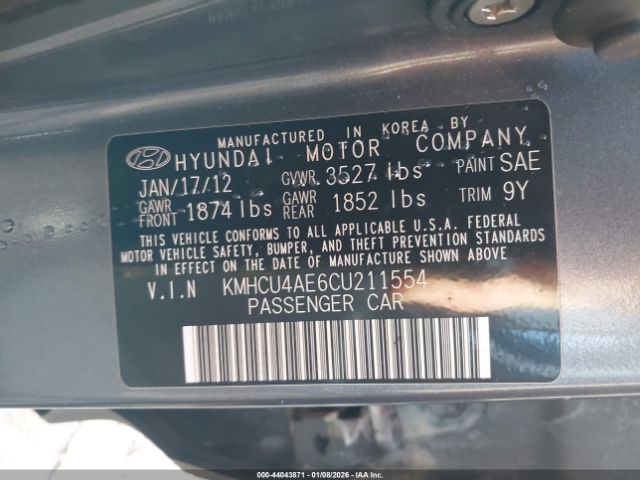 MANUFACTURED IN KOREA BY
HYUNDAI MOTOR COMPANY
JAN/17/12 GVWR 3527 lbs PAINT SAE
GAWR FRONT 1874 lbs GAWR REAR 1852 lbs TRIM 9Y
THIS VEHICLE CONFORMS TO ALL APPLICABLE U.S.A. FEDERAL
MOTOR VEHICLE SAFETY, BUMPER, AND THEFT PREVENTION STANDARDS
IN EFFECT ON THE DATE OF MANUFACTURE SHOWN ABOVE
V.I.N KMHCU4AE6CU211554
PASSENGER CAR
000-44043871 - 01/08/2026 - IAAI.COM